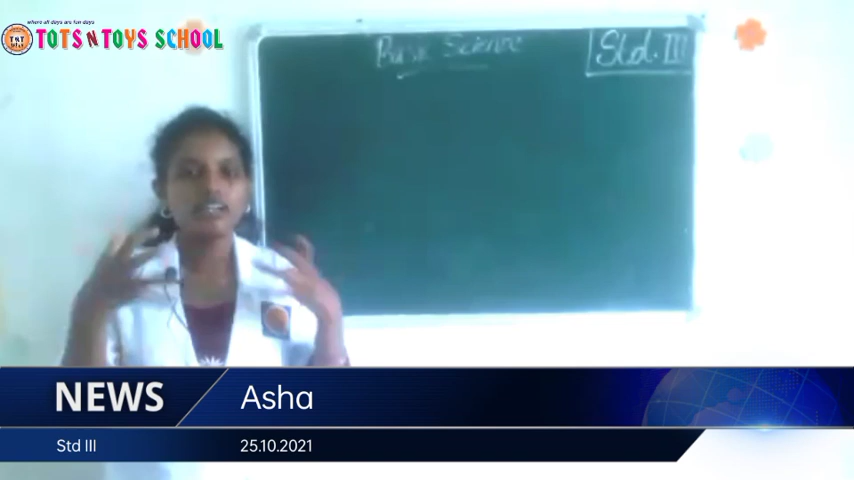 where all days are fun days
TOTS N TOYS SCHOOL
TNT
Basic Science
Std. III
NEWS
Asha
Std III
25.10.2021